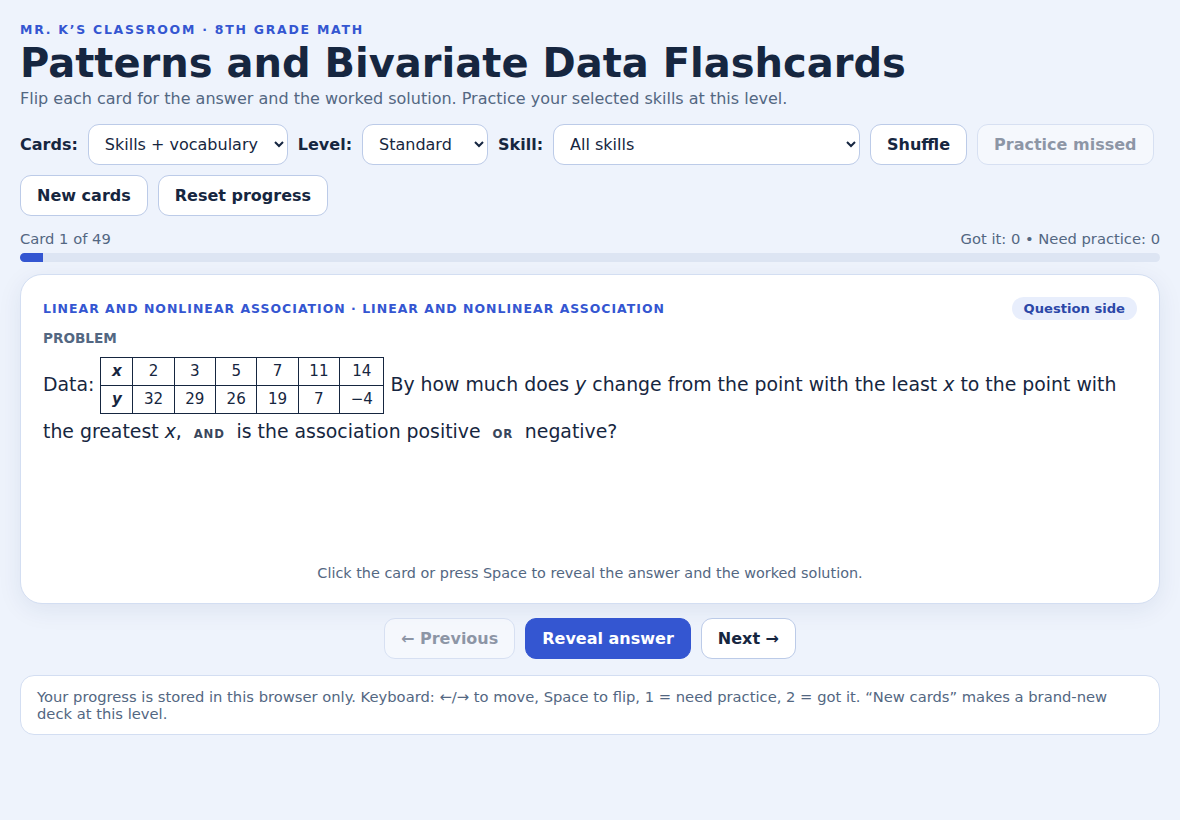 MR. K’S CLASSROOM · 8TH GRADE MATH
Patterns and Bivariate Data Flashcards
Flip each card for the answer and the worked solution. Practice your selected skills at this level.
Cards: Skills + vocabulary Level: Standard Skill: All skills Shuffle Practice missed
New cards Reset progress
Card 1 of 49 Got it: 0 • Need practice: 0
LINEAR AND NONLINEAR ASSOCIATION · LINEAR AND NONLINEAR ASSOCIATION Question side
PROBLEM
x 2 3 5 7 11 14
Data: By how much does y change from the point with the least x to the point with
y 32 29 26 19 7 −4
the greatest x, AND is the association positive OR negative?
Click the card or press Space to reveal the answer and the worked solution.
← Previous Reveal answer Next →
Your progress is stored in this browser only. Keyboard: ←/→ to move, Space to flip, 1 = need practice, 2 = got it. “New cards” makes a brand-new
deck at this level.